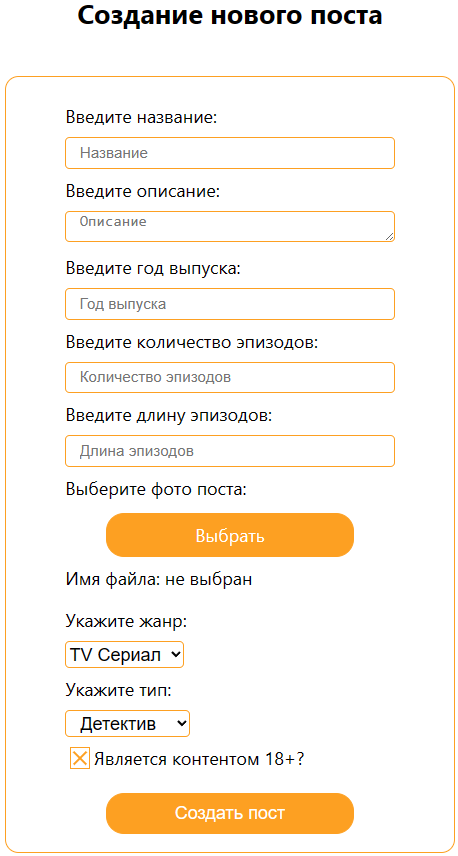 Создание нового поста
Введите название:
Название
Введите описание:
Описание
Введите год выпуска:
Год выпуска
Введите количество эпизодов:
Количество эпизодов
Введите длину эпизодов:
Длина эпизодов
Выберите фото поста:
Выбрать
Имя файла: не выбран
Укажите жанр:
TV Сериал
Укажите тип:
Детектив
Является контентом 18+?
Создать пост